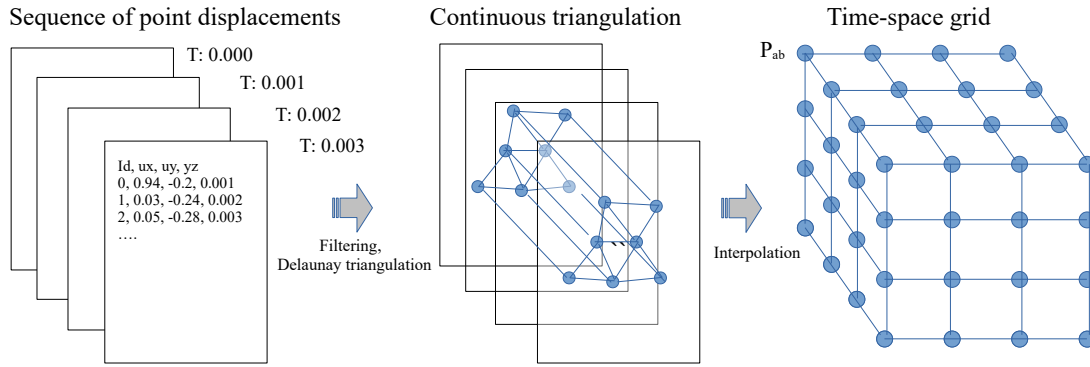 Sequence of point displacements
Continuous triangulation
Time-space grid
T: 0.000
T: 0.001
T: 0.002
T: 0.003
Id, ux, uy, yz
0, 0.94, -0.2, 0.001
1, 0.03, -0.24, 0.002
2, 0.05, -0.28, 0.003
....
Filtering,
Delaunay triangulation
Interpolation
Pab